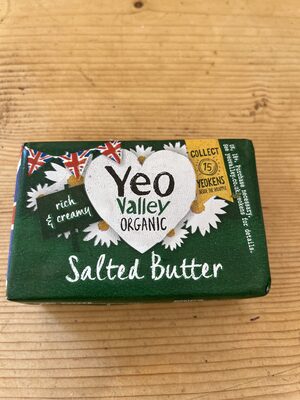 rich
& creamy
Yeo
Valley
ORGANIC
Salted Butter
COLLECT
15
YEOKENS